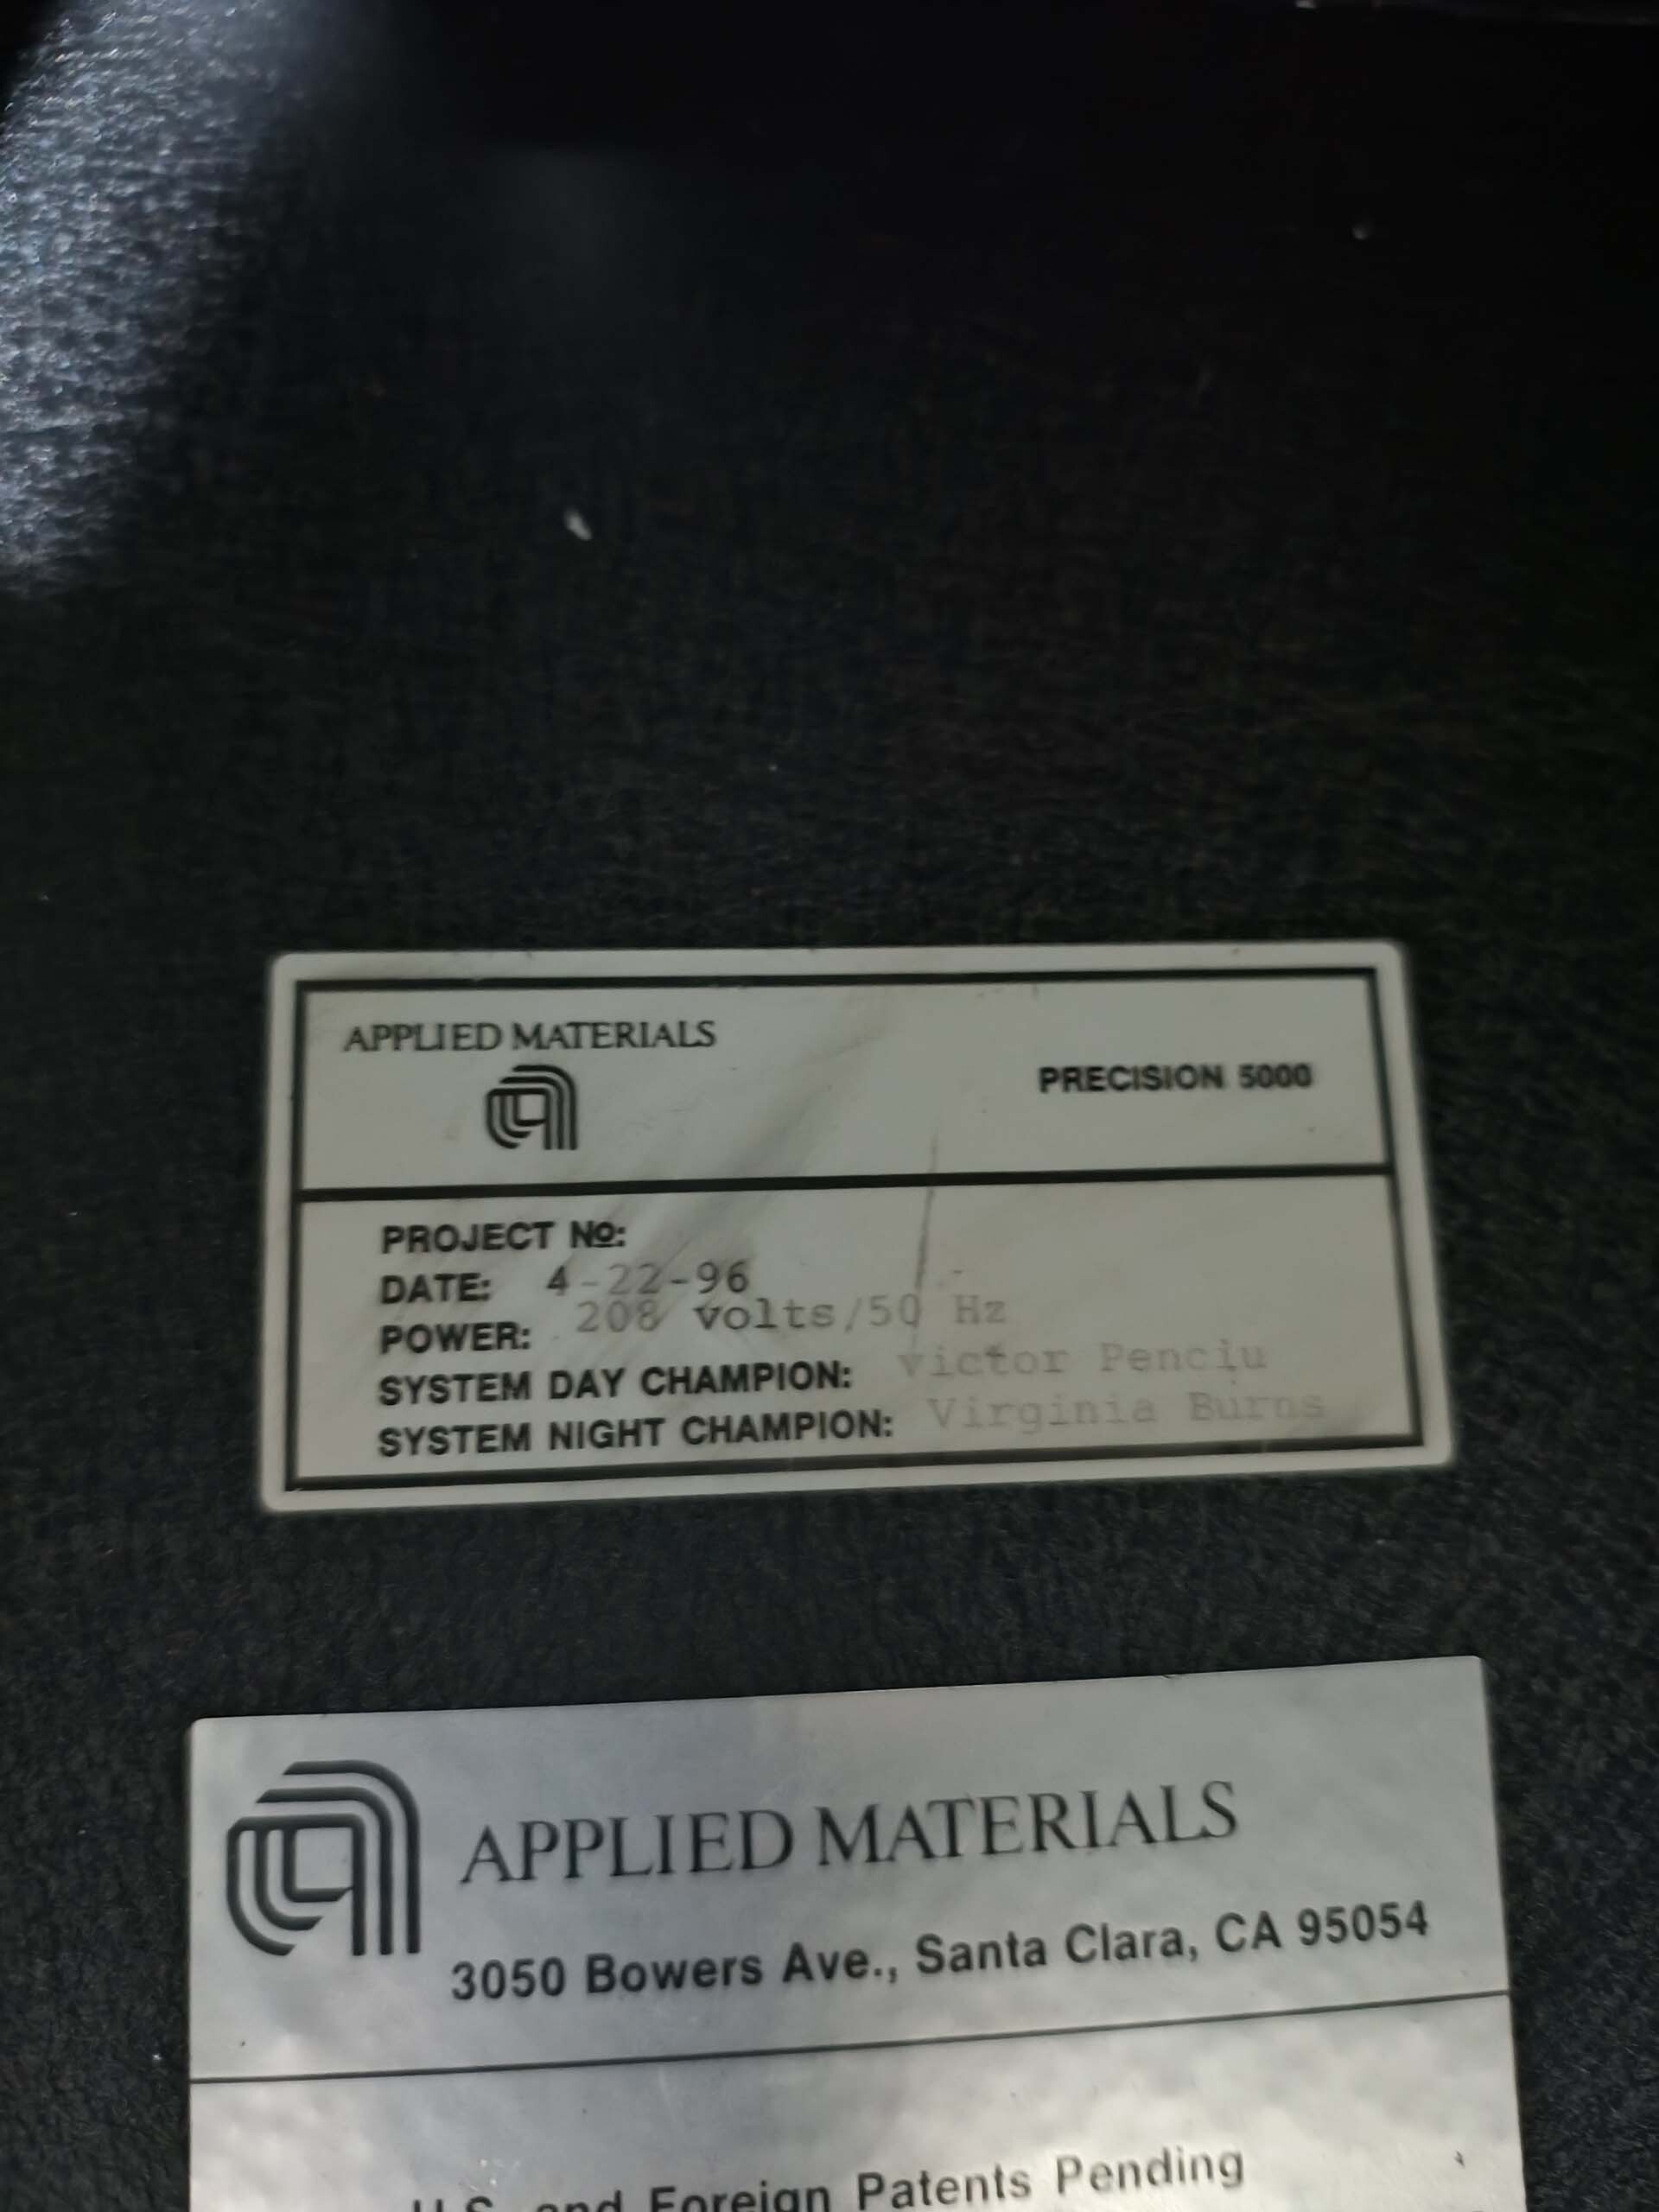 APPLIED MATERIALS
PRECISION 5000
PROJECT No:
DATE: 4-22-96
POWER: 208 volts/50 Hz
SYSTEM DAY CHAMPION: Victor Penciu
SYSTEM NIGHT CHAMPION: Virginia Burns
APPLIED MATERIALS
3050 Bowers Ave., Santa Clara, CA 95054
U.S. and Foreign Patents Pending